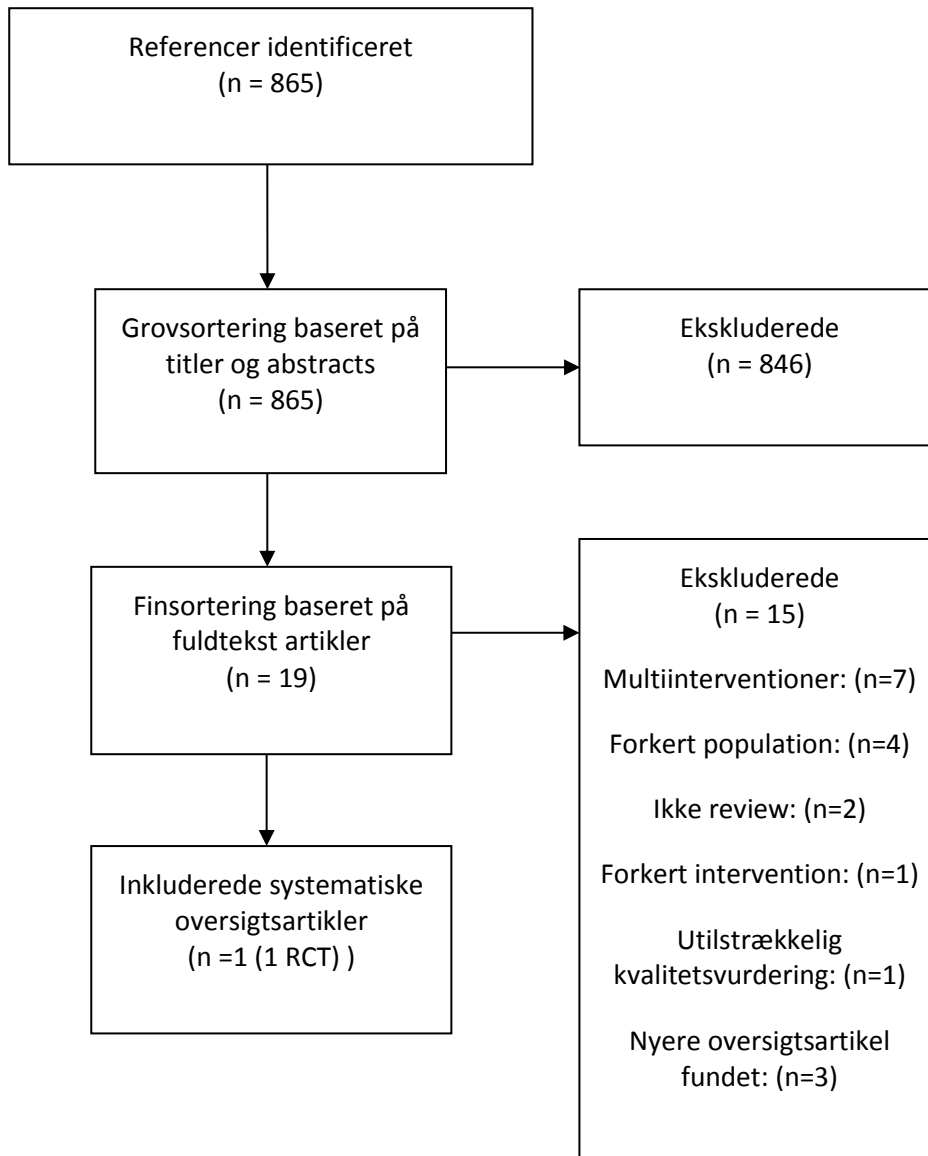 Referencer identificeret
(n = 865)
Grovsortering baseret på
titler og abstracts
(n = 865)
Ekskluderede
(n = 846)
Finsortering baseret på
fuldtekst artikler
(n = 19)
Ekskluderede
(n = 15)
Multiinterventioner: (n=7)
Forkert population: (n=4)
Ikke review: (n=2)
Forkert intervention: (n=1)
Utilstrækkelig
kvalitetsvurdering: (n=1)
Nyere oversigtsartikel
fundet: (n=3)
Inkluderede systematiske
oversigtsartikler
(n =1 (1 RCT) )